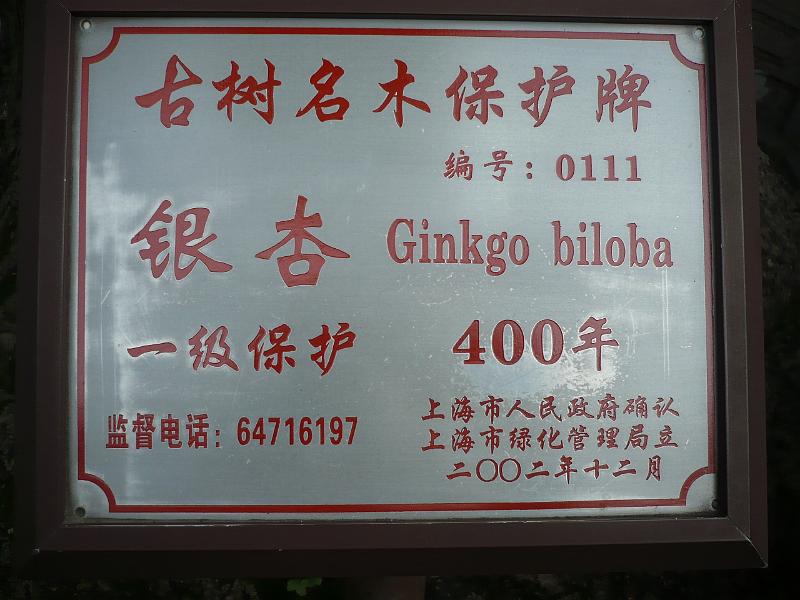 古树名木保护牌
编号：0111
银杏 Ginkgo biloba
一级保护 400年
监督电话：64716197
上海市人民政府确认
上海市绿化管理局立
二〇〇二年十二月